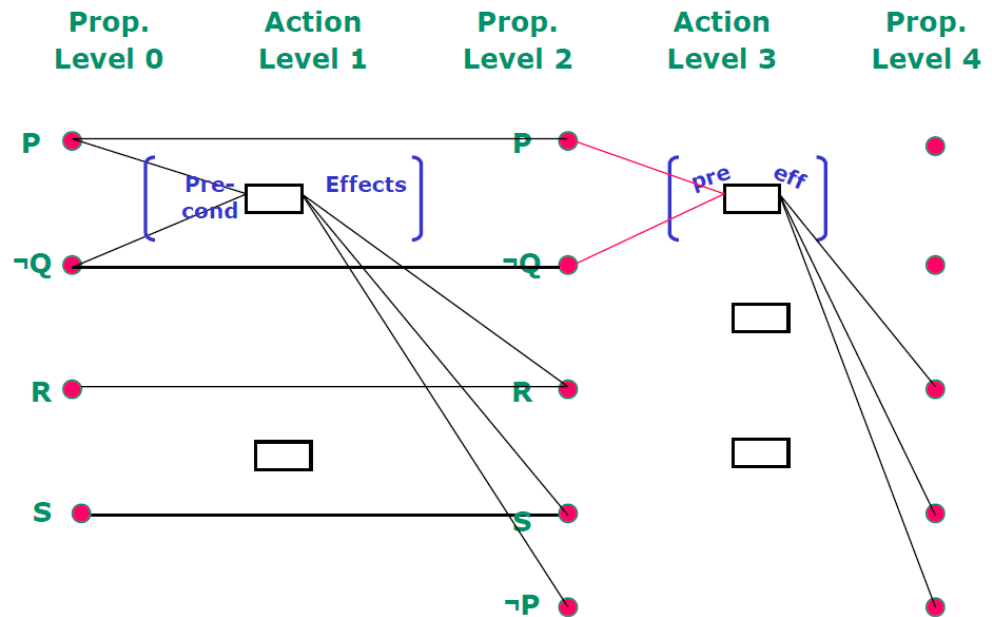 Prop. Level 0
Action Level 1
Prop. Level 2
Action Level 3
Prop. Level 4
P
P
Pre-
cond
Effects
pre
eff
¬Q
¬Q
R
R
S
S
¬P